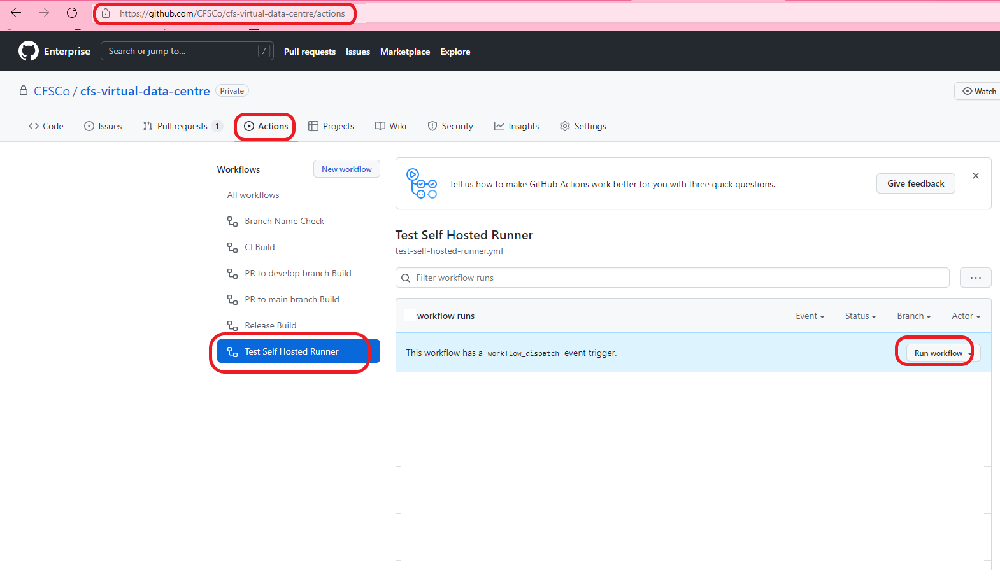 https://github.com/CFSCo/cfs-virtual-data-centre/actions
Enterprise Search or jump to... / Pull requests Issues Marketplace Explore
CFSCo / cfs-virtual-data-centre Private Watch
Code Issues Pull requests 1 Actions Projects Wiki Security Insights Settings
Workflows New workflow
All workflows
Branch Name Check
CI Build
PR to develop branch Build
PR to main branch Build
Release Build
Test Self Hosted Runner
Tell us how to make GitHub Actions work better for you with three quick questions. Give feedback
Test Self Hosted Runner
test-self-hosted-runner.yml
Filter workflow runs
workflow runs Event Status Branch Actor
This workflow has a workflow_dispatch event trigger. Run workflow